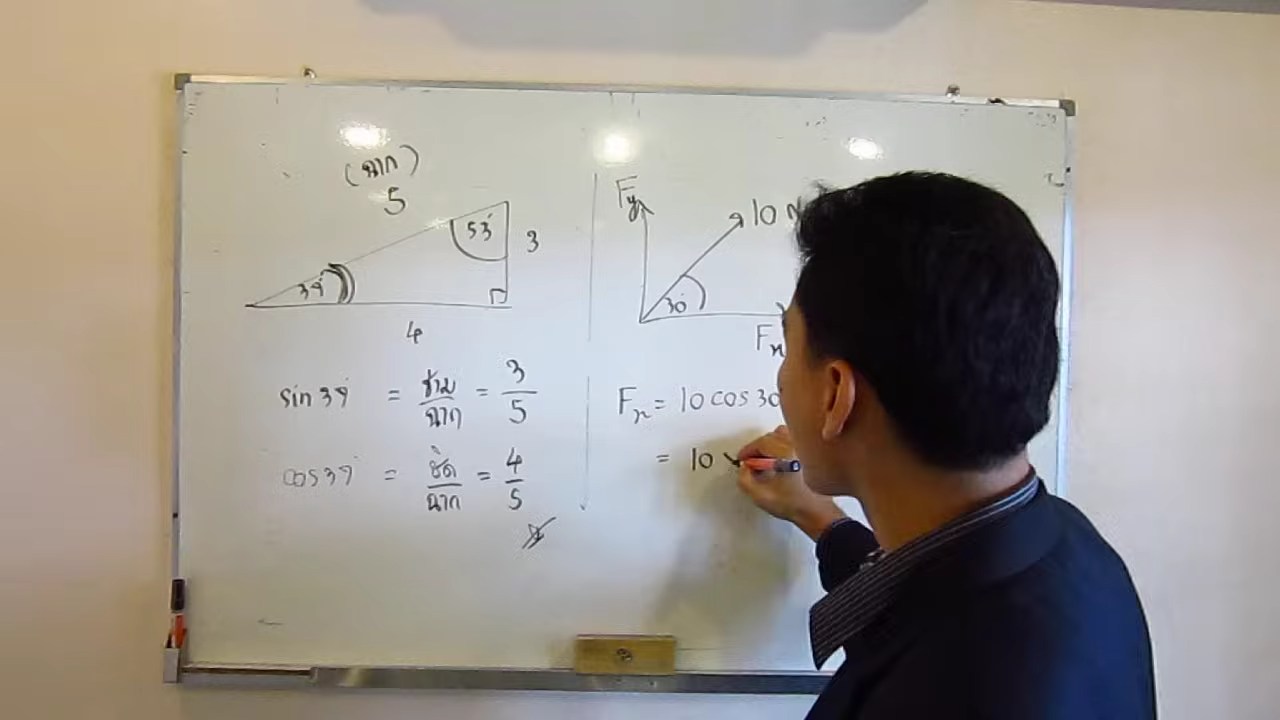 (ฉาก)
5
53°
3
37°
4
sin 37° = ข้าม/ฉาก = 3/5
cos 37° = ชิด/ฉาก = 4/5
Fy
10 N
30°
Fx
Fx = 10 cos 30
= 10